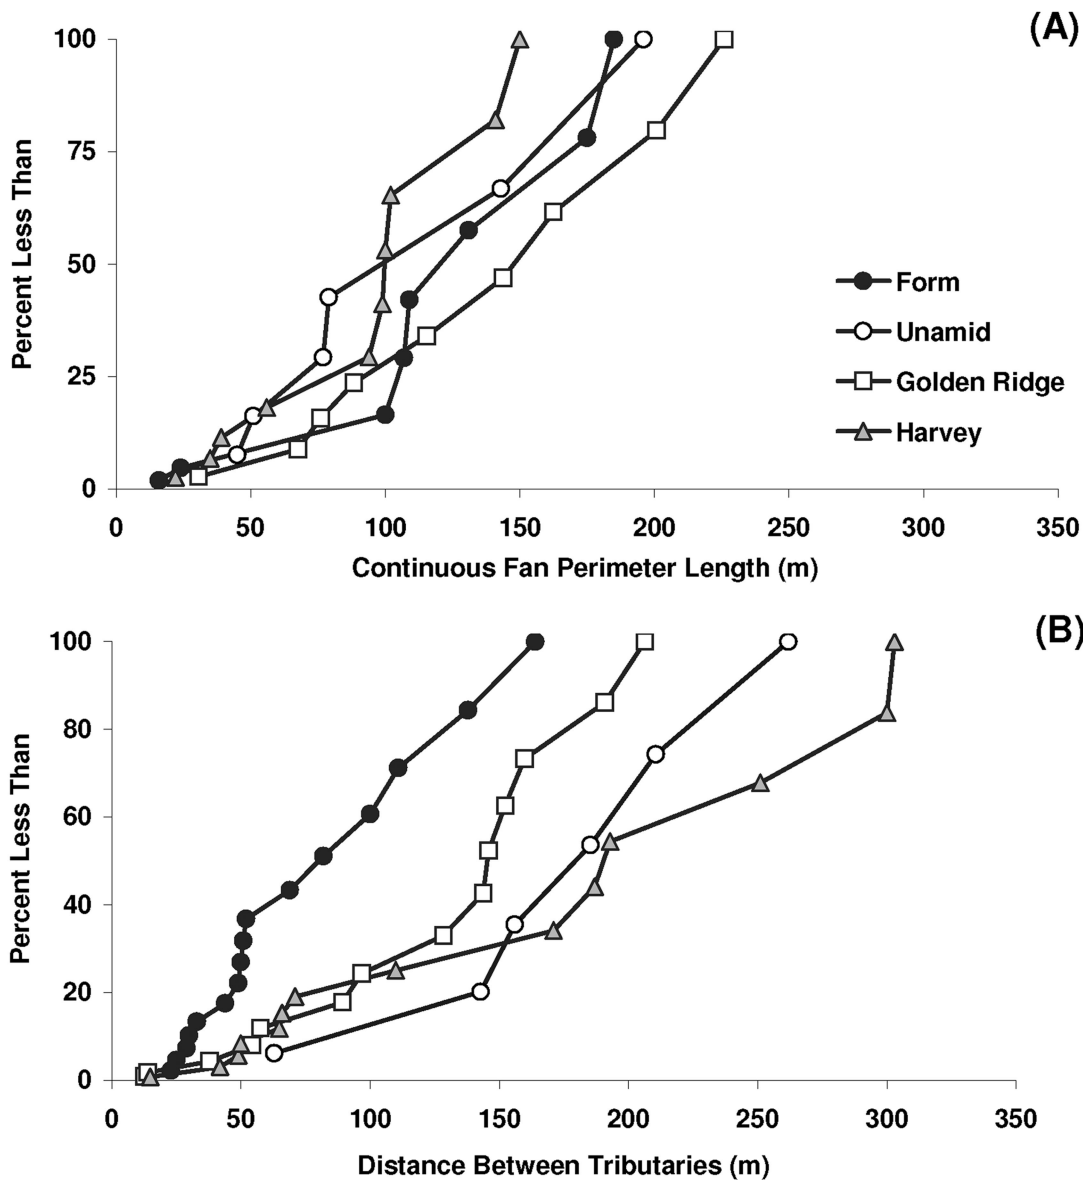 (A)
100
75
50
25
0
Percent Less Than
Form
Unamid
Golden Ridge
Harvey
0 50 100 150 200 250 300 350
Continuous Fan Perimeter Length (m)
(B)
100
80
60
40
20
0
Percent Less Than
0 50 100 150 200 250 300 350
Distance Between Tributaries (m)